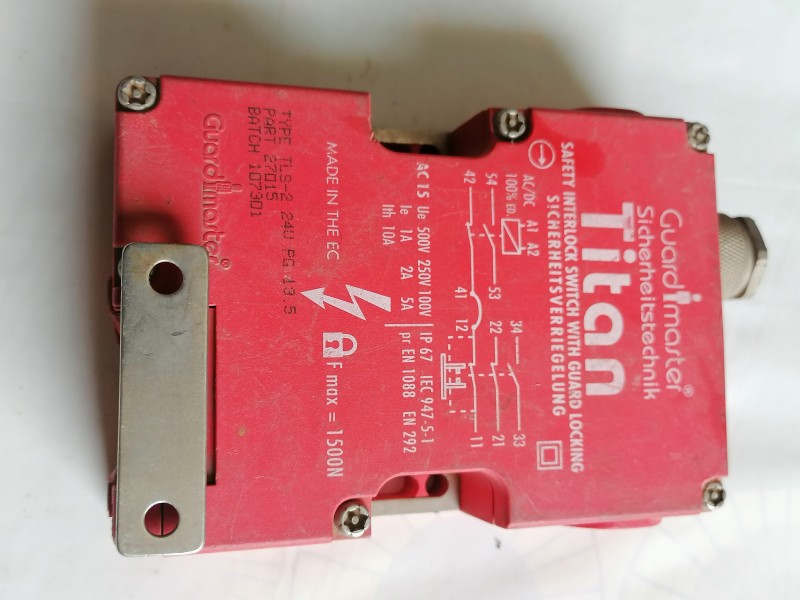 Guardmaster®
Sicherheitstechnik
Titan
SAFETY INTERLOCK SWITCH WITH GUARD LOCKING
SICHERHEITSVERRIEGELUNG
AC/DC A1 A2
100% ED.
54 53 34 33
42 41 22 21
12 11
AC 15 Ue 500V 250V 100V
Ie 1A 2A 5A
Ith 10A
IP 67 IEC 947-5-1
pr EN 1088 EN 292
MADE IN THE EC
F max = 1500N
TYPE TLS-2 24V PG 13.5
PART 27015
BATCH 107301
Guardmaster